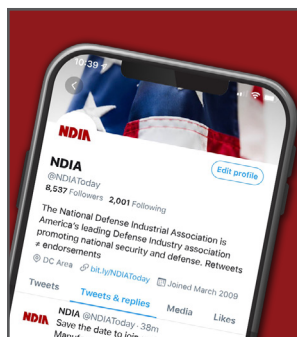 10:39
NDIA
NDIA
Edit profile
@NDIAToday
8,537 Followers 2,001 Following
The National Defense Industrial Association is
America's leading Defense Industry association
promoting national security and defense. Retweets
≠ endorsements
DC Area bit.ly/NDIAToday Joined March 2009
Tweets Tweets & replies Media Likes
NDIA NDIA @NDIAToday · 38m
Save the date to join